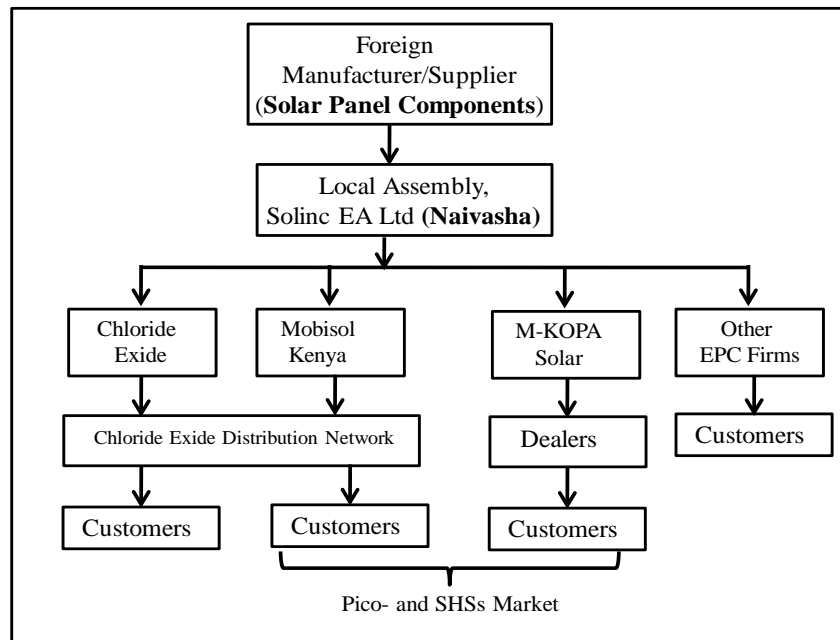 Foreign
Manufacturer/Supplier
(Solar Panel Components)
Local Assembly,
Solinc EA Ltd (Naivasha)
Chloride
Exide
Mobisol
Kenya
M-KOPA
Solar
Other
EPC Firms
Chloride Exide Distribution Network
Dealers
Customers
Customers
Customers
Customers
Pico- and SHSs Market